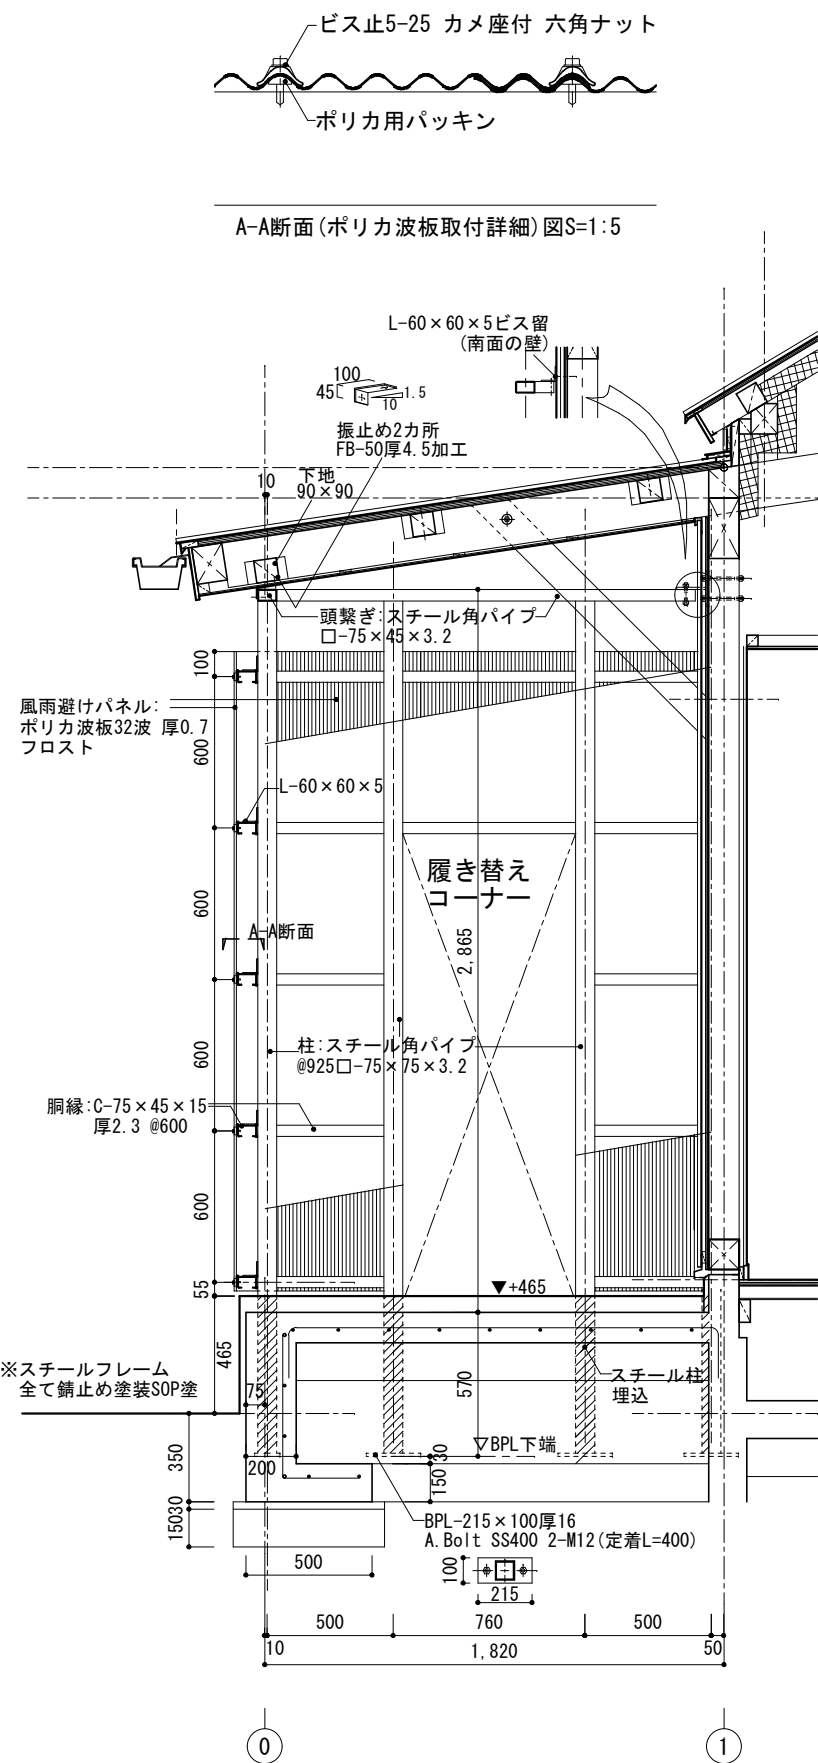 ビス止5-25 カメ座付 六角ナット
ポリカ用パッキン
A-A断面(ポリカ波板取付詳細)図S=1:5
L-60×60×5ビス留
(南面の壁)
100
45
1.5
10
振止め2カ所
FB-50厚4.5加工
下地
90×90
10
頭繋ぎ:スチール角パイプ
□-75×45×3.2
100
風雨避けパネル:
ポリカ波板32波 厚0.7
フロスト
600
L-60×60×5
履き替え
コーナー
600
A-A断面
2,865
柱:スチール角パイプ
@925□-75×75×3.2
600
胴縁:C-75×45×15
厚2.3 @600
600
55
▼+465
465
※スチールフレーム
全て錆止め塗装SOP塗
75
570
スチール柱
埋込
▽BPL下端
350
200
30
150
30
150
BPL-215×100厚16
A.Bolt SS400 2-M12(定着L=400)
500
100
215
500
760
500
10
1,820
50
0
1